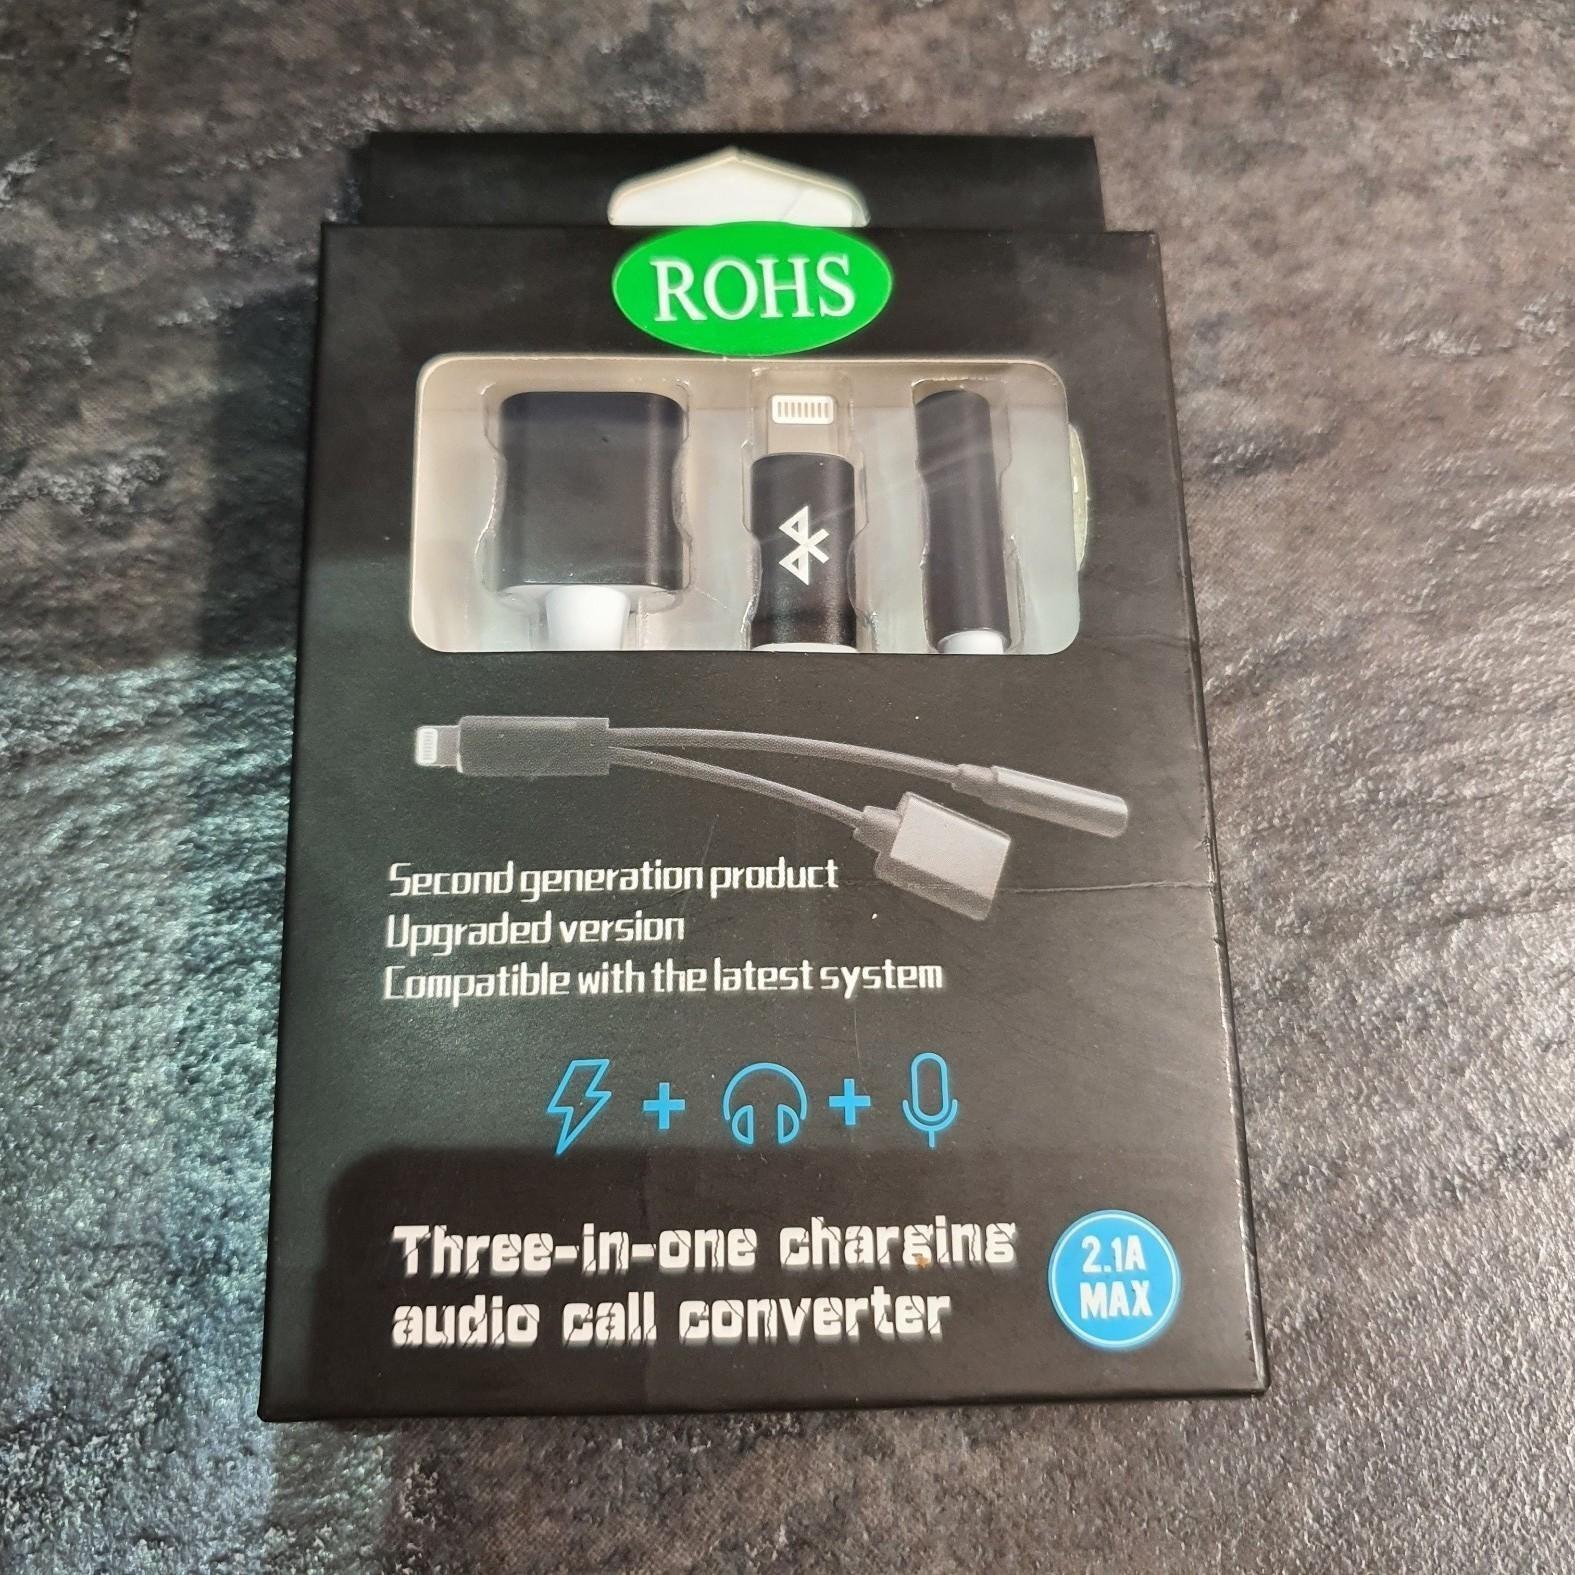 ROHS
Second generation product
Upgraded version
Compatible with the latest system
Three-in-one charging
audio call converter
2.1A
MAX